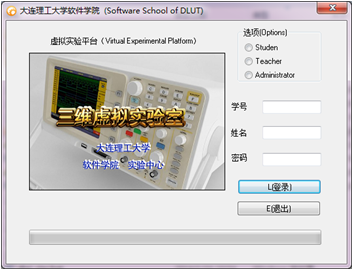 大连理工大学软件学院 (Software School of DLUT)
虚拟实验平台 (Virtual Experimental Platform)
三维虚拟实验室
大连理工大学
软件学院 实验中心
选项(Options)
Studen
Teacher
Administrator
学号
姓名
密码
L(登录)
E(退出)